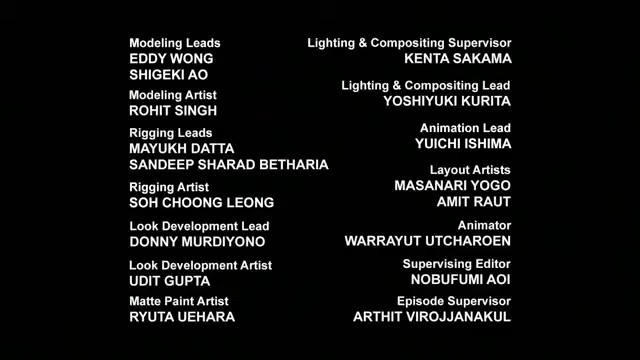 Modeling Leads
EDDY WONG
SHIGEKI AO
Modeling Artist
ROHIT SINGH
Rigging Leads
MAYUKH DATTA
SANDEEP SHARAD BETHARIA
Rigging Artist
SOH CHOONG LEONG
Look Development Lead
DONNY MURDIYONO
Look Development Artist
UDIT GUPTA
Matte Paint Artist
RYUTA UEHARA
Lighting & Compositing Supervisor
KENTA SAKAMA
Lighting & Compositing Lead
YOSHIYUKI KURITA
Animation Lead
YUICHI ISHIMA
Layout Artists
MASANARI YOGO
AMIT RAUT
Animator
WARRAYUT UTCHAROEN
Supervising Editor
NOBUFUMI AOI
Episode Supervisor
ARTHIT VIROJJANAKUL